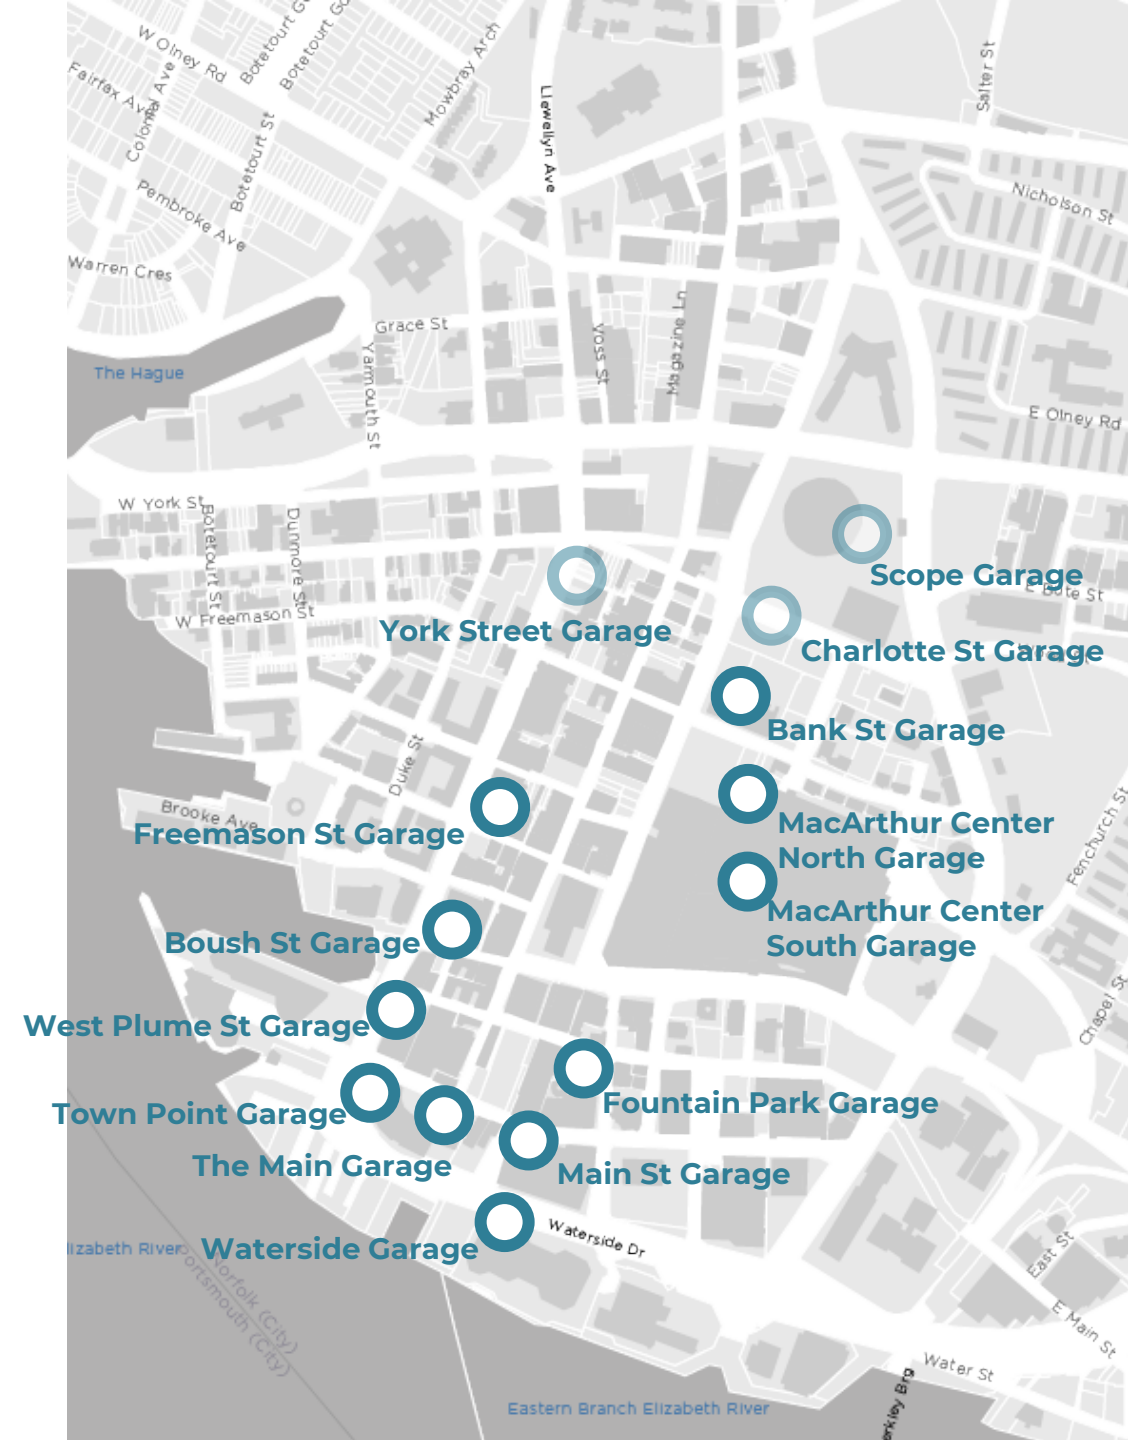 W Olney Rd
Botetourt
Botetourt
Mowbray Arch
Llewellyn Ave
Salter St
Fairfax Ave
Colonial Ave
Botetourt St
Pembroke Ave
Nicholson St
Warren Cres
Grace St
Voss St
Magazine Ln
Yarmouth St
The Hague
E Olney Rd
W York St
Botetourt St
Dunmore St
W Freemason St
York Street Garage
Scope Garage
E Bute St
Charlotte St Garage
Bank St Garage
Duke St
Brooke Ave
Freemason St Garage
MacArthur Center
North Garage
Fenchurch St
MacArthur Center
South Garage
Boush St Garage
West Plume St Garage
Chapel St
Town Point Garage
Fountain Park Garage
The Main Garage
Main St Garage
Waterside Garage
Waterside Dr
lizabeth River
Norfolk (City)
Portsmouth (City)
East St
E Main St
Water St
erkley Brg
Eastern Branch Elizabeth River